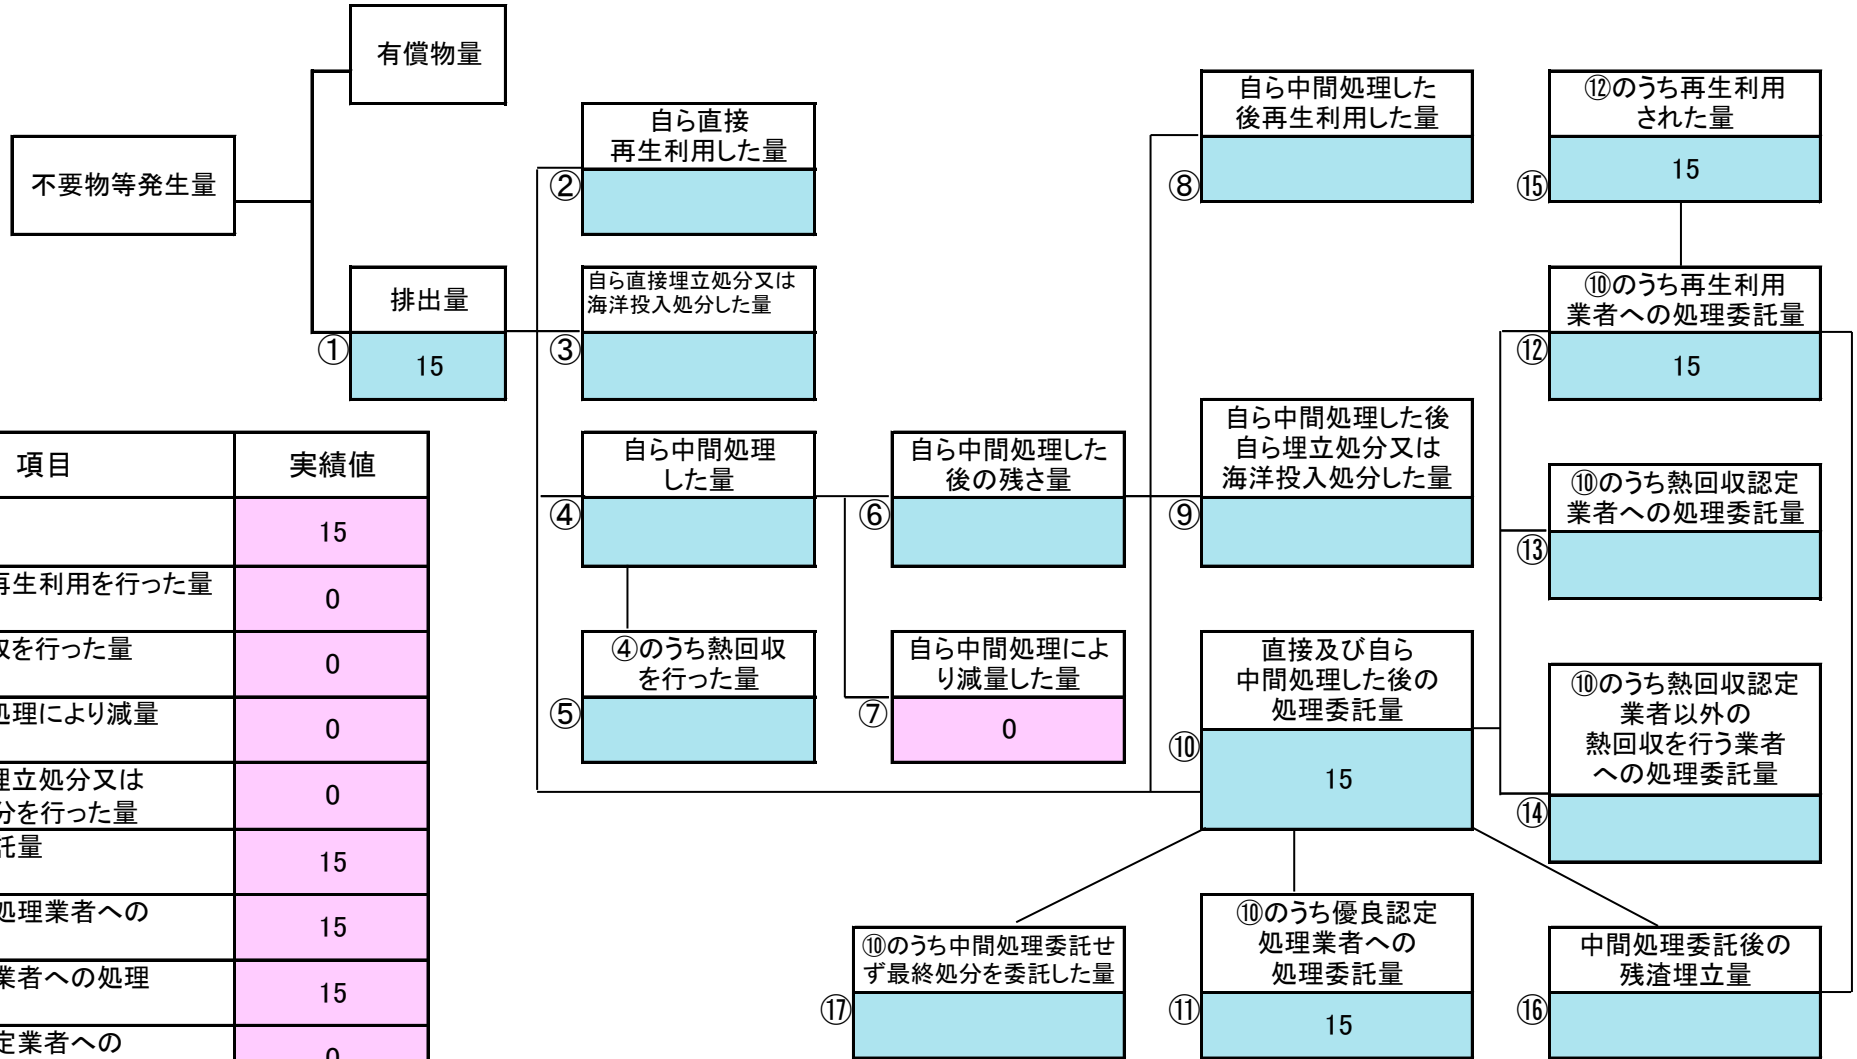 有償物量
不要物等発生量
排出量
①
15
自ら直接
再生利用した量
②
自ら直接埋立処分又は
海洋投入処分した量
③
自ら中間処理
した量
④
④のうち熱回収
を行った量
⑤
自ら中間処理した
後の残さ量
⑥
自ら中間処理によ
り減量した量
⑦
0
自ら中間処理した
後再生利用した量
⑧
自ら中間処理した後
自ら埋立処分又は
海洋投入処分した量
⑨
直接及び自ら
中間処理した後の
処理委託量
⑩
15
⑫のうち再生利用
された量
⑮
15
⑩のうち再生利用
業者への処理委託量
⑫
15
⑩のうち熱回収認定
業者への処理委託量
⑬
⑩のうち熱回収認定
業者以外の
熱回収を行う業者
への処理委託量
⑭
⑩のうち中間処理委託せ
ず最終処分を委託した量
⑰
⑩のうち優良認定
処理業者への
処理委託量
⑪
15
中間処理委託後の
残渣埋立量
⑯
項目
実績値
15
再生利用を行った量
0
を行った量
0
処理により減量
0
埋立処分又は
分を行った量
0
託量
15
処理業者への
15
業者への処理
15
定業者への
0